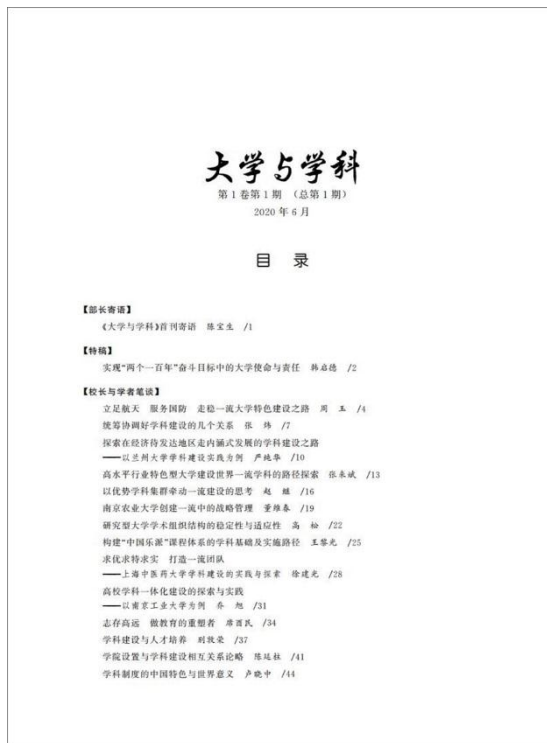 大学与学科
第1卷第1期 （总第1期）
2020年6月
目 录
【部长寄语】
《大学与学科》首刊寄语 陈宝生 /1
【特稿】
实现“两个一百年”奋斗目标中的大学使命与责任 韩启德 /2
【校长与学者笔谈】
立足航天 服务国防 走稳一流大学特色建设之路 周 玉 /4
统筹协调好学科建设的几个关系 张 炜 /7
探索在经济待发达地区走内涵式发展的学科建设之路
——以兰州大学学科建设实践为例 严纯华 /10
高水平行业特色型大学建设世界一流学科的路径探索 张来斌 /13
以优势学科集群牵动一流建设的思考 赵 继 /16
南京农业大学创建一流中的战略管理 董维春 /19
研究型大学学术组织结构的稳定性与适应性 高 松 /22
构建“中国乐派”课程体系的学科基础及实施路径 王黎光 /25
求优求特求实 打造一流团队
——上海中医药大学学科建设的实践与探索 徐建光 /28
高校学科一体化建设的探索与实践
——以南京工业大学为例 乔 旭 /31
志存高远 做教育的重塑者 席酉民 /34
学科建设与人才培养 别敦荣 /37
学院设置与学科建设相互关系论略 陈廷柱 /41
学科制度的中国特色与世界意义 卢晓中 /44